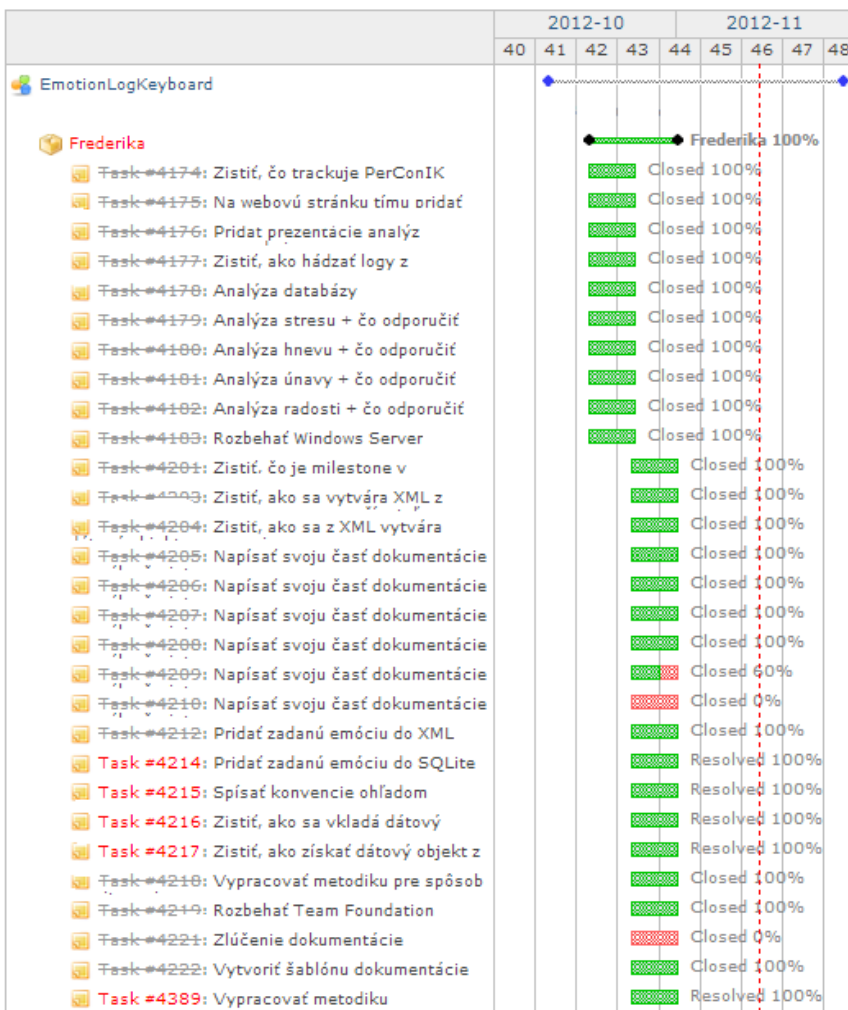 2012-10 2012-11
40 41 42 43 44 45 46 47 48
EmotionLogKeyboard
Frederika Frederika 100%
Task #4174: Zistiť, čo trackuje PerConIK Closed 100%
Task #4175: Na webovú stránku tímu pridať Closed 100%
Task #4176: Pridat prezentácie analýz Closed 100%
Task #4177: Zistiť, ako hádzať logy z Closed 100%
Task #4178: Analýza databázy Closed 100%
Task #4179: Analýza stresu + čo odporučiť Closed 100%
Task #4180: Analýza hnevu + čo odporučiť Closed 100%
Task #4181: Analýza únavy + čo odporučiť Closed 100%
Task #4182: Analýza radosti + čo odporučiť Closed 100%
Task #4183: Rozbehať Windows Server Closed 100%
Task #4201: Zistiť, čo je milestone v Closed 100%
Task #4203: Zistiť, ako sa vytvára XML z Closed 100%
Task #4204: Zistiť, ako sa z XML vytvára Closed 100%
Task #4205: Napísať svoju časť dokumentácie Closed 100%
Task #4206: Napísať svoju časť dokumentácie Closed 100%
Task #4207: Napísať svoju časť dokumentácie Closed 100%
Task #4208: Napísať svoju časť dokumentácie Closed 100%
Task #4209: Napísať svoju časť dokumentácie Closed 60%
Task #4210: Napísať svoju časť dokumentácie Closed 0%
Task #4212: Pridať zadanú emóciu do XML Closed 100%
Task #4214: Pridať zadanú emóciu do SQLite Resolved 100%
Task #4215: Spísať konvencie ohľadom Resolved 100%
Task #4216: Zistiť, ako sa vkladá dátový Resolved 100%
Task #4217: Zistiť, ako získať dátový objekt z Resolved 100%
Task #4218: Vypracovať metodiku pre spôsob Closed 100%
Task #4219: Rozbehať Team Foundation Closed 100%
Task #4221: Zlúčenie dokumentácie Closed 0%
Task #4222: Vytvoriť šablónu dokumentácie Closed 100%
Task #4389: Vypracovať metodiku Resolved 100%